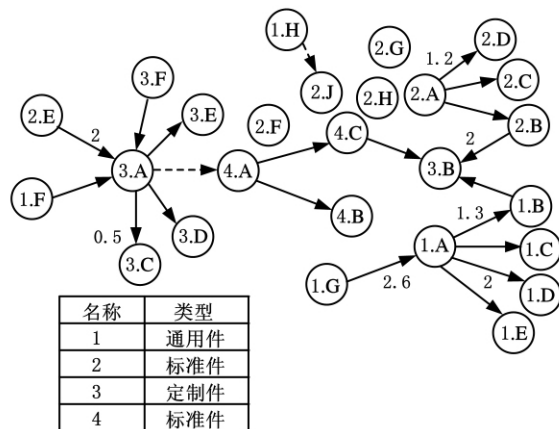 1.H
2.G
2.D
1.2
3.F
2.C
2.J
2.H
2.A
2.E
3.E
2
2.F
4.C
2.B
2
3.A
4.A
3.B
1.F
1.B
4.B
1.3
0.5
3.D
1.A
1.C
3.C
1.G
2.6
2
1.D
1.E
名称 类型
1 通用件
2 标准件
3 定制件
4 标准件